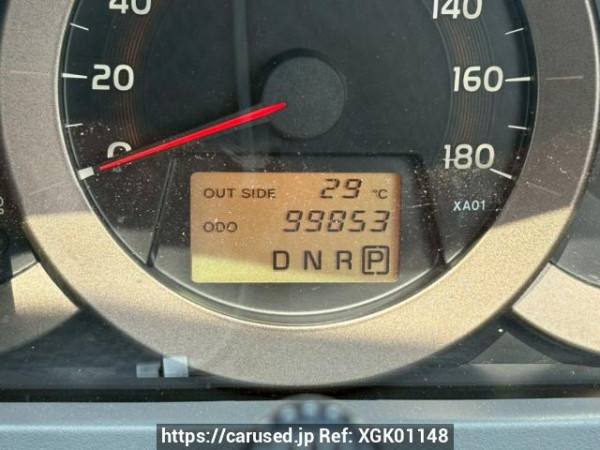 40
20
0
140
160
180
OUT SIDE 29 °C
ODO 99853
D N R P
XA01
https://carused.jp Ref: XGK01148